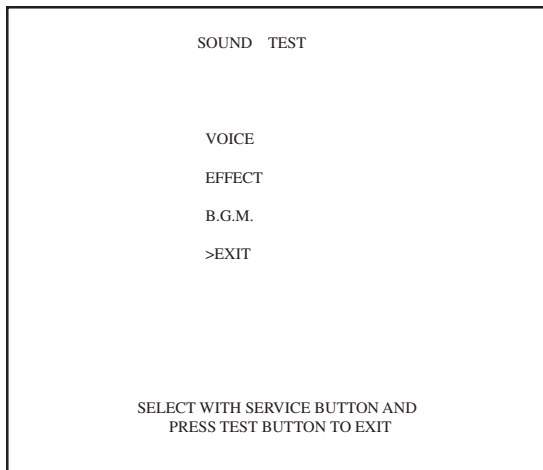 SOUND TEST
VOICE
EFFECT
B.G.M.
>EXIT
SELECT WITH SERVICE BUTTON AND
PRESS TEST BUTTON TO EXIT